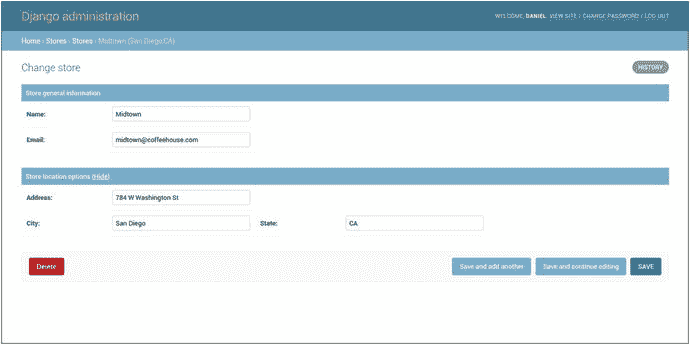 Django administration
WELCOME, DANIEL. VIEW SITE / CHANGE PASSWORD / LOG OUT
Home › Stores › Stores › Midtown (San Diego,CA)
Change store
HISTORY
Store general information
Name: Midtown
Email: midtown@coffeehouse.com
Store location options (Hide)
Address: 784 W Washington St
City: San Diego State: CA
Delete Save and add another Save and continue editing SAVE